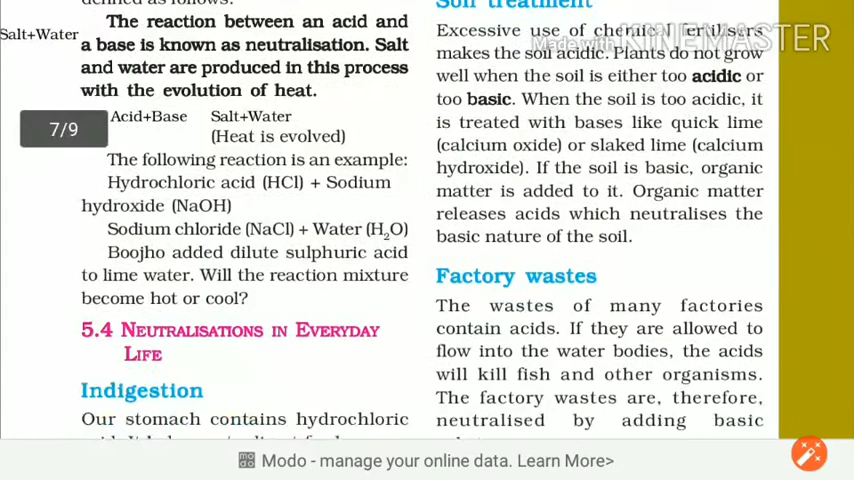 defined as follows:
The reaction between an acid and
a base is known as neutralisation. Salt
and water are produced in this process
with the evolution of heat.
Salt+Water
Acid+Base Salt+Water
(Heat is evolved)
7/9
The following reaction is an example:
Hydrochloric acid (HCl) + Sodium
hydroxide (NaOH)
Sodium chloride (NaCl) + Water (H₂O)
Boojho added dilute sulphuric acid
to lime water. Will the reaction mixture
become hot or cool?
5.4 NEUTRALISATIONS IN EVERYDAY
LIFE
Indigestion
Our stomach contains hydrochloric
Soil treatment
Excessive use of chemical fertilisers
makes the soil acidic. Plants do not grow
well when the soil is either too acidic or
too basic. When the soil is too acidic, it
is treated with bases like quick lime
(calcium oxide) or slaked lime (calcium
hydroxide). If the soil is basic, organic
matter is added to it. Organic matter
releases acids which neutralises the
basic nature of the soil.
Factory wastes
The wastes of many factories
contain acids. If they are allowed to
flow into the water bodies, the acids
will kill fish and other organisms.
The factory wastes are, therefore,
neutralised by adding basic
Made with KINEMASTER
modo Modo - manage your online data. Learn More>